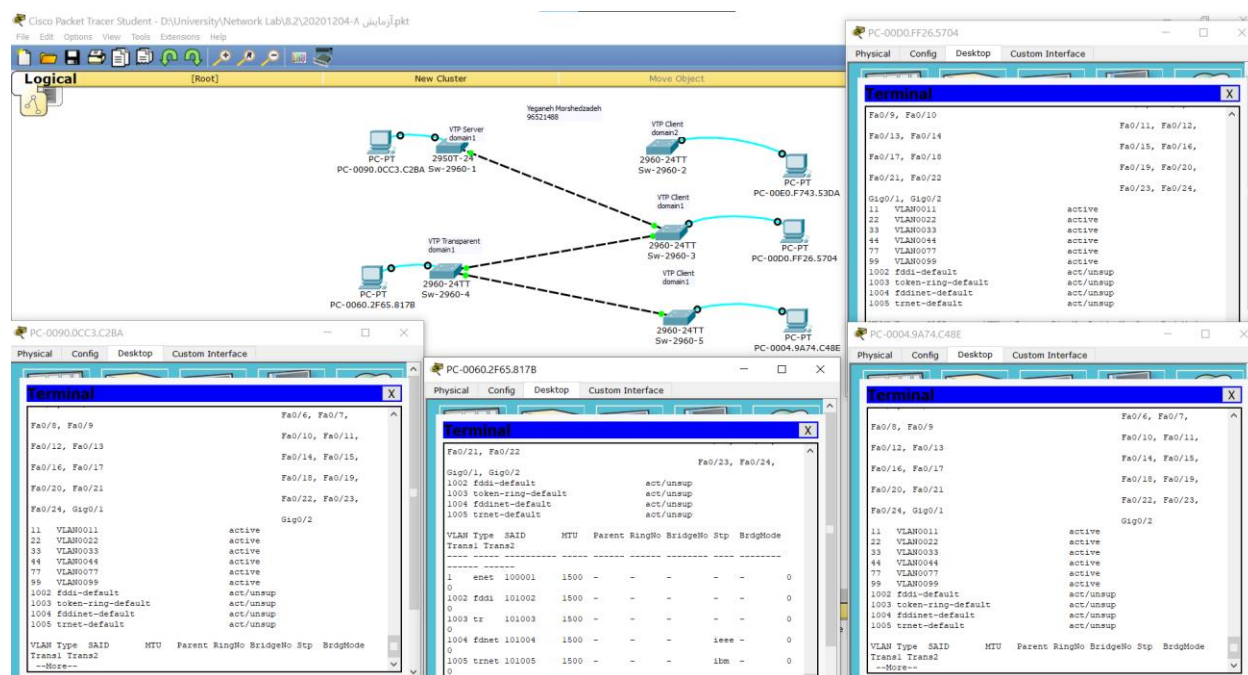 Cisco Packet Tracer Student - D:\University\Network Lab\8.2\20201204-آزمایش ۸.pkt
File Edit Options View Tools Extensions Help
Logical [Root] New Cluster Move Object
Yeganeh Morshedzadeh
96521488
VTP Server
domain1
PC-PT
PC-0090.0CC3.C2BA
2950T-24
Sw-2960-1
VTP Client
domain2
2960-24TT
Sw-2960-2
PC-PT
PC-00E0.F743.53DA
VTP Client
domain1
2960-24TT
Sw-2960-3
PC-PT
PC-00D0.FF26.5704
VTP Transparent
domain1
2960-24TT
Sw-2960-4
PC-PT
PC-0060.2F65.817B
VTP Client
domain1
2960-24TT
Sw-2960-5
PC-PT
PC-0004.9A74.C48E
PC-00D0.FF26.5704
Physical Config Desktop Custom Interface
Terminal X
Fa0/9, Fa0/10
Fa0/11, Fa0/12,
Fa0/13, Fa0/14
Fa0/15, Fa0/16,
Fa0/17, Fa0/18
Fa0/19, Fa0/20,
Fa0/21, Fa0/22
Fa0/23, Fa0/24,
Gig0/1, Gig0/2
11 VLAN0011 active
22 VLAN0022 active
33 VLAN0033 active
44 VLAN0044 active
77 VLAN0077 active
99 VLAN0099 active
1002 fddi-default act/unsup
1003 token-ring-default act/unsup
1004 fddinet-default act/unsup
1005 trnet-default act/unsup
PC-0090.0CC3.C2BA
Physical Config Desktop Custom Interface
Terminal X
Fa0/6, Fa0/7,
Fa0/8, Fa0/9
Fa0/10, Fa0/11,
Fa0/12, Fa0/13
Fa0/14, Fa0/15,
Fa0/16, Fa0/17
Fa0/18, Fa0/19,
Fa0/20, Fa0/21
Fa0/22, Fa0/23,
Fa0/24, Gig0/1
Gig0/2
11 VLAN0011 active
22 VLAN0022 active
33 VLAN0033 active
44 VLAN0044 active
77 VLAN0077 active
99 VLAN0099 active
1002 fddi-default act/unsup
1003 token-ring-default act/unsup
1004 fddinet-default act/unsup
1005 trnet-default act/unsup
VLAN Type SAID MTU Parent RingNo BridgeNo Stp BrdgMode
Trans1 Trans2
--More--
PC-0060.2F65.817B
Physical Config Desktop Custom Interface
Terminal X
Fa0/21, Fa0/22
Fa0/23, Fa0/24,
Gig0/1, Gig0/2
1002 fddi-default act/unsup
1003 token-ring-default act/unsup
1004 fddinet-default act/unsup
1005 trnet-default act/unsup
VLAN Type SAID MTU Parent RingNo BridgeNo Stp BrdgMode
Trans1 Trans2
---- ----- ---------- ----- ------ ------ -------- ---- --------
------ ------
1 enet 100001 1500 - - - - - 0
0
1002 fddi 101002 1500 - - - - - 0
0
1003 tr 101003 1500 - - - - - 0
0
1004 fdnet 101004 1500 - - - ieee - 0
0
1005 trnet 101005 1500 - - - ibm - 0
0
PC-0004.9A74.C48E
Physical Config Desktop Custom Interface
Terminal X
Fa0/6, Fa0/7,
Fa0/8, Fa0/9
Fa0/10, Fa0/11,
Fa0/12, Fa0/13
Fa0/14, Fa0/15,
Fa0/16, Fa0/17
Fa0/18, Fa0/19,
Fa0/20, Fa0/21
Fa0/22, Fa0/23,
Fa0/24, Gig0/1
Gig0/2
11 VLAN0011 active
22 VLAN0022 active
33 VLAN0033 active
44 VLAN0044 active
77 VLAN0077 active
99 VLAN0099 active
1002 fddi-default act/unsup
1003 token-ring-default act/unsup
1004 fddinet-default act/unsup
1005 trnet-default act/unsup
VLAN Type SAID MTU Parent RingNo BridgeNo Stp BrdgMode
Trans1 Trans2
--More--